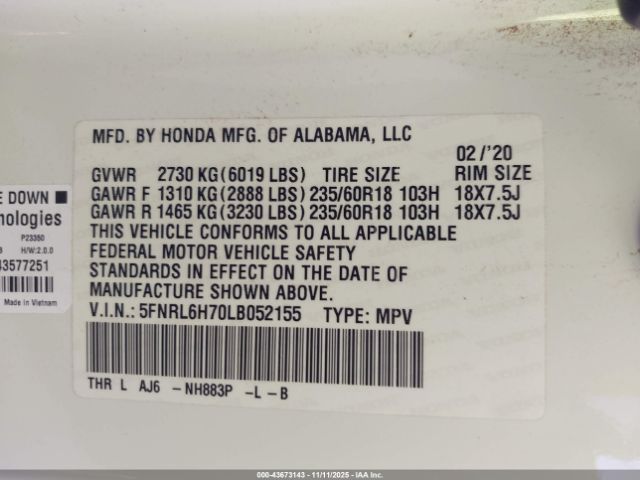 MFD. BY HONDA MFG. OF ALABAMA, LLC
02/'20
GVWR 2730 KG(6019 LBS) TIRE SIZE RIM SIZE
GAWR F 1310 KG(2888 LBS) 235/60R18 103H 18X7.5J
GAWR R 1465 KG(3230 LBS) 235/60R18 103H 18X7.5J
THIS VEHICLE CONFORMS TO ALL APPLICABLE
FEDERAL MOTOR VEHICLE SAFETY
STANDARDS IN EFFECT ON THE DATE OF
MANUFACTURE SHOWN ABOVE.
V.I.N.: 5FNRL6H70LB052155 TYPE: MPV
THR L AJ6 -NH883P -L-B
E DOWN
nologies
P23350
H/W:2.0.0
43577251
Made in Vietnam
000-43673143 - 11/11/2025 - IAA Inc.